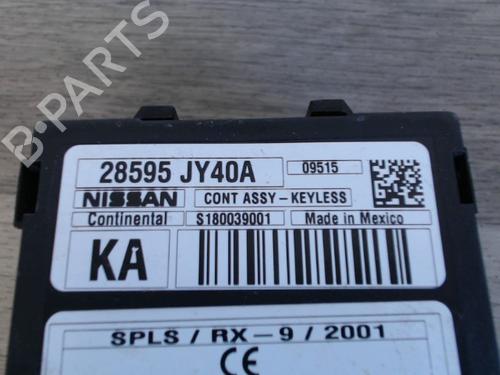 B-PARTS
28595 JY40A 09515
NISSAN CONT ASSY-KEYLESS
Continental S180039001 Made in Mexico
KA
SPLS / RX-9 / 2001
CE